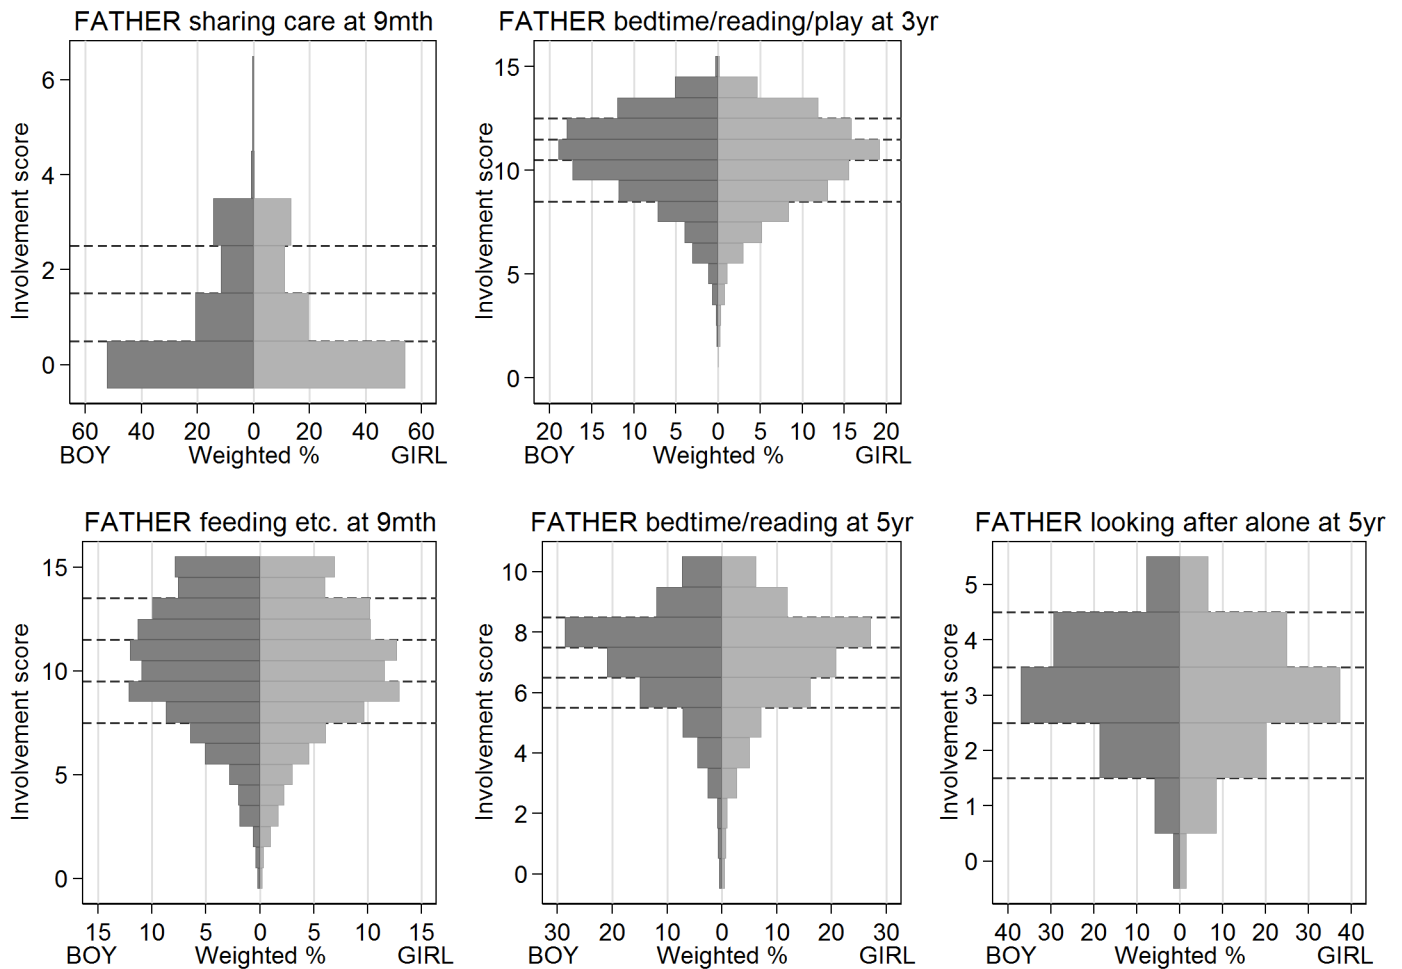 FATHER sharing care at 9mth
Involvement score
6
4
2
0
60 40 20 0 20 40 60
BOY Weighted % GIRL
FATHER bedtime/reading/play at 3yr
Involvement score
15
10
5
0
20 15 10 5 0 5 10 15 20
BOY Weighted % GIRL
FATHER feeding etc. at 9mth
Involvement score
15
10
5
0
15 10 5 0 5 10 15
BOY Weighted % GIRL
FATHER bedtime/reading at 5yr
Involvement score
10
8
6
4
2
0
30 20 10 0 10 20 30
BOY Weighted % GIRL
FATHER looking after alone at 5yr
Involvement score
5
4
3
2
1
0
40 30 20 10 0 10 20 30 40
BOY Weighted % GIRL